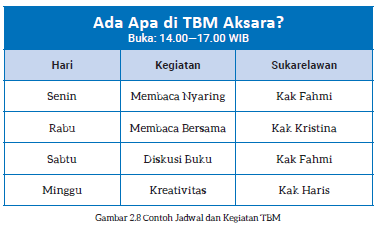 Ada Apa di TBM Aksara?
Buka: 14.00—17.00 WIB
Hari Kegiatan Sukarelawan
Senin Membaca Nyaring Kak Fahmi
Rabu Membaca Bersama Kak Kristina
Sabtu Diskusi Buku Kak Fahmi
Minggu Kreativitas Kak Haris
Gambar 2.8 Contoh Jadwal dan Kegiatan TBM